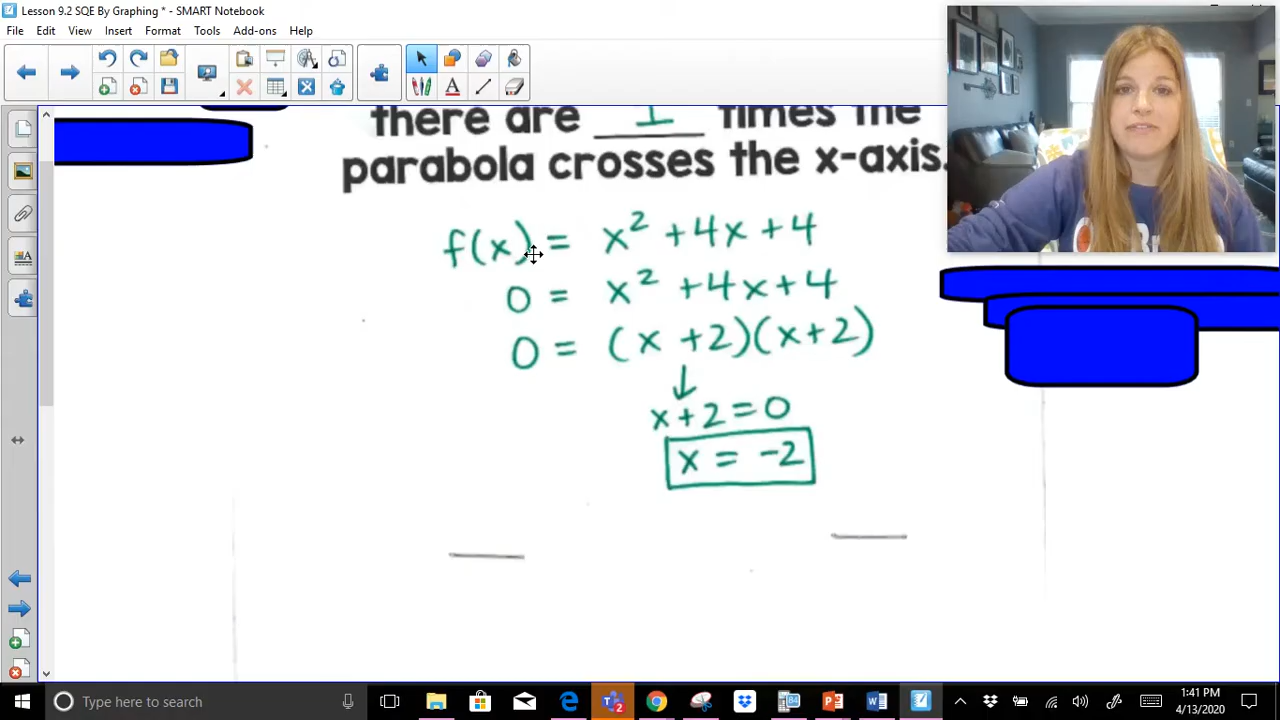 Lesson 9.2 SQE By Graphing * - SMART Notebook
File Edit View Insert Format Tools Add-ons Help
there are 1 times the
parabola crosses the x-axis.
f(x) = x² + 4x + 4
0 = x² + 4x + 4
0 = (x + 2)(x + 2)
x + 2 = 0
x = -2
Type here to search
1:41 PM
4/13/2020